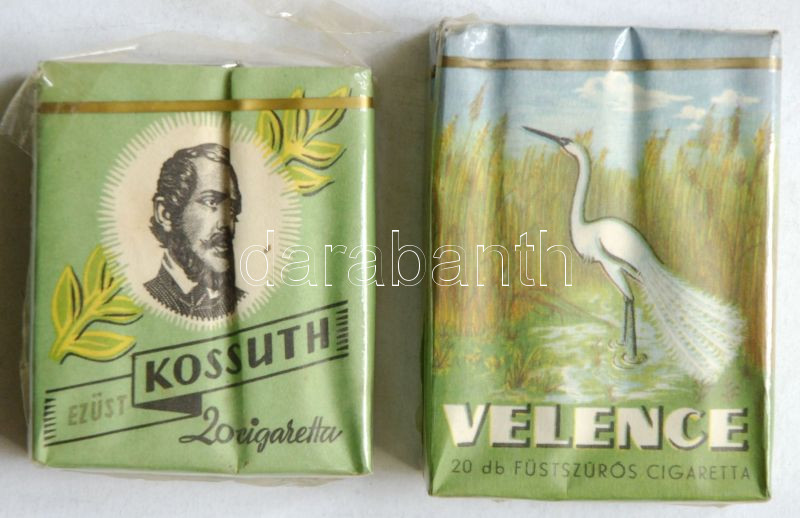 KOSSUTH
EZÜST
20 cigaretta
VELENCE
20 db FÜSTSZŰRŐS CIGARETTA
darabanth